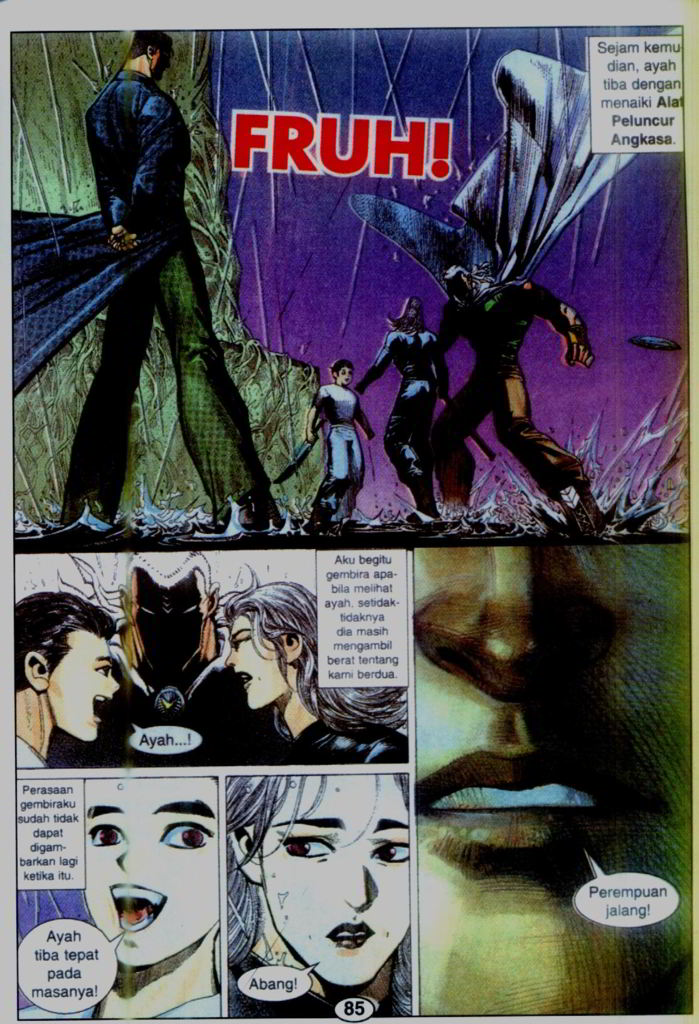 Sejam kemu-
dian, ayah
tiba dengan
menaiki Alat
Peluncur
Angkasa.
FRUH!
Aku begitu
gembira apa-
bila melihat
ayah, setidak-
tidaknya
dia masih
mengambil
berat tentang
kami berdua.
Ayah...!
Perasaan
gembiraku
sudah tidak
dapat
digam-
barkan lagi
ketika itu.
Ayah
tiba tepat
pada
masanya!
Abang!
Perempuan
jalang!
85